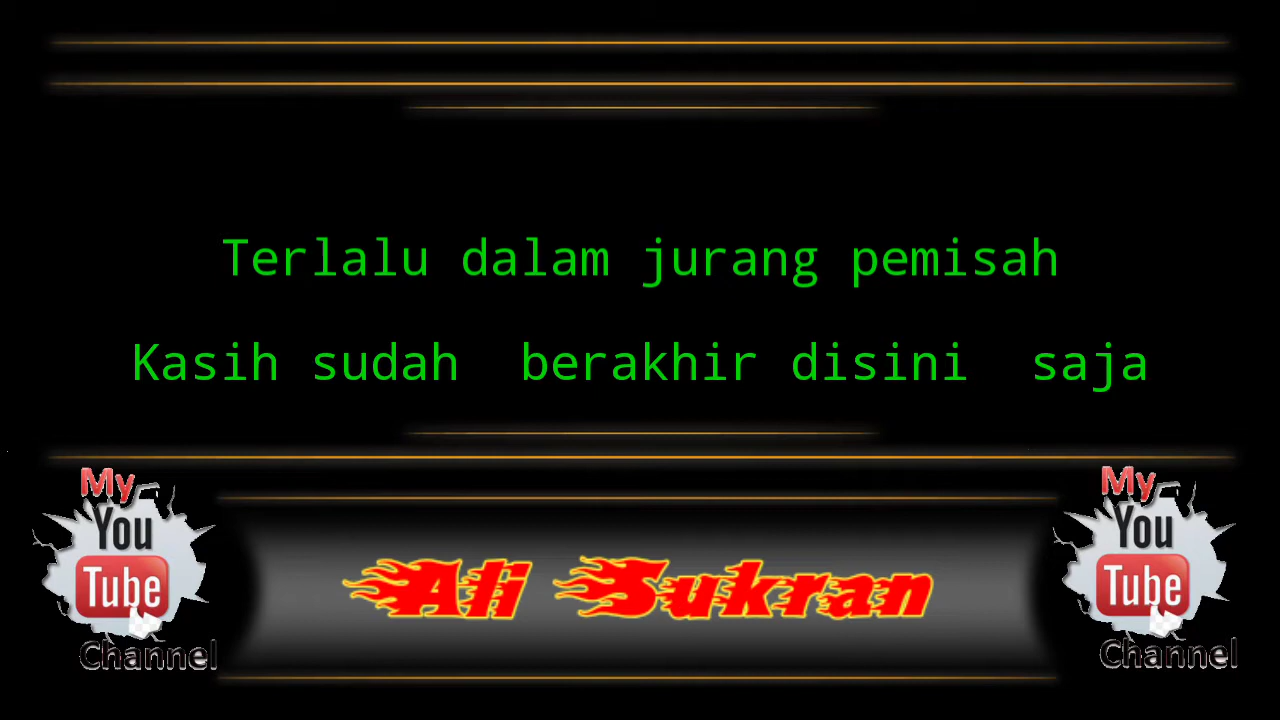 Terlalu dalam jurang pemisah
Kasih sudah  berakhir disini  saja
My
You
Tube
Channel
Ali Sukran
My
You
Tube
Channel